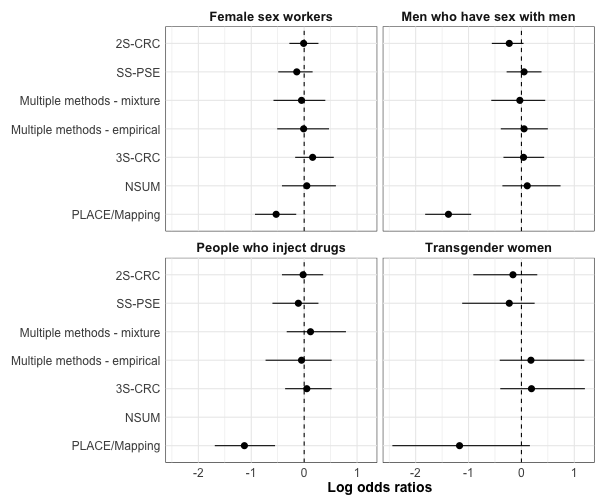 Female sex workers
Men who have sex with men
2S-CRC
SS-PSE
Multiple methods - mixture
Multiple methods - empirical
3S-CRC
NSUM
PLACE/Mapping
People who inject drugs
Transgender women
2S-CRC
SS-PSE
Multiple methods - mixture
Multiple methods - empirical
3S-CRC
NSUM
PLACE/Mapping
-2 -1 0 1 -2 -1 0 1
Log odds ratios